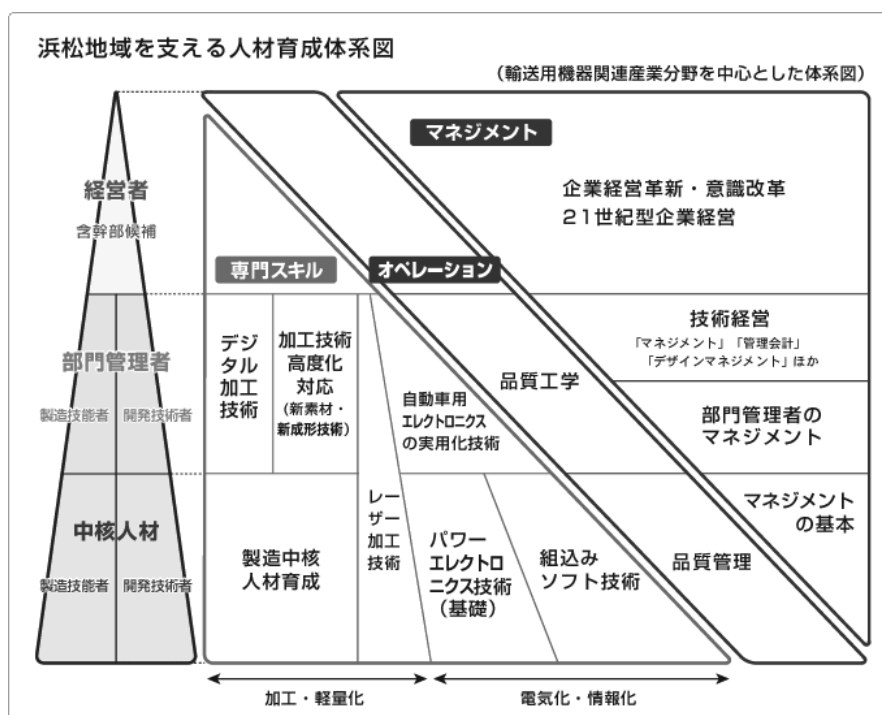 浜松地域を支える人材育成体系図
（輸送用機器関連産業分野を中心とした体系図）
マネジメント
企業経営革新・意識改革
21世紀型企業経営
経営者
含幹部候補
専門スキル
オペレーション
技術経営
「マネジメント」「管理会計」
「デザインマネジメント」ほか
部門管理者
製造技能者
開発技術者
デジタル加工技術
加工技術
高度化
対応
（新素材・
新成形技術）
自動車用
エレクトロニクス
の実用化技術
品質工学
部門管理者の
マネジメント
中核人材
製造技能者
開発技術者
製造中核
人材育成
レーザー加工技術
パワー
エレクトロ
ニクス技術
（基礎）
組込み
ソフト技術
品質管理
マネジメント
の基本
加工・軽量化
電気化・情報化